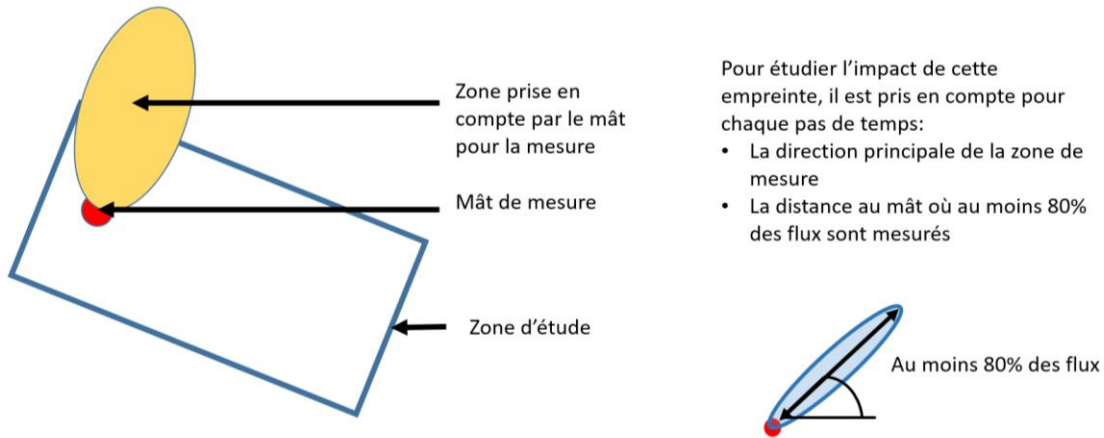 Zone prise en
compte par le mât
pour la mesure
Mât de mesure
Zone d’étude
Pour étudier l’impact de cette
empreinte, il est pris en compte pour
chaque pas de temps:
• La direction principale de la zone de
mesure
• La distance au mât où au moins 80%
des flux sont mesurés
Au moins 80% des flux